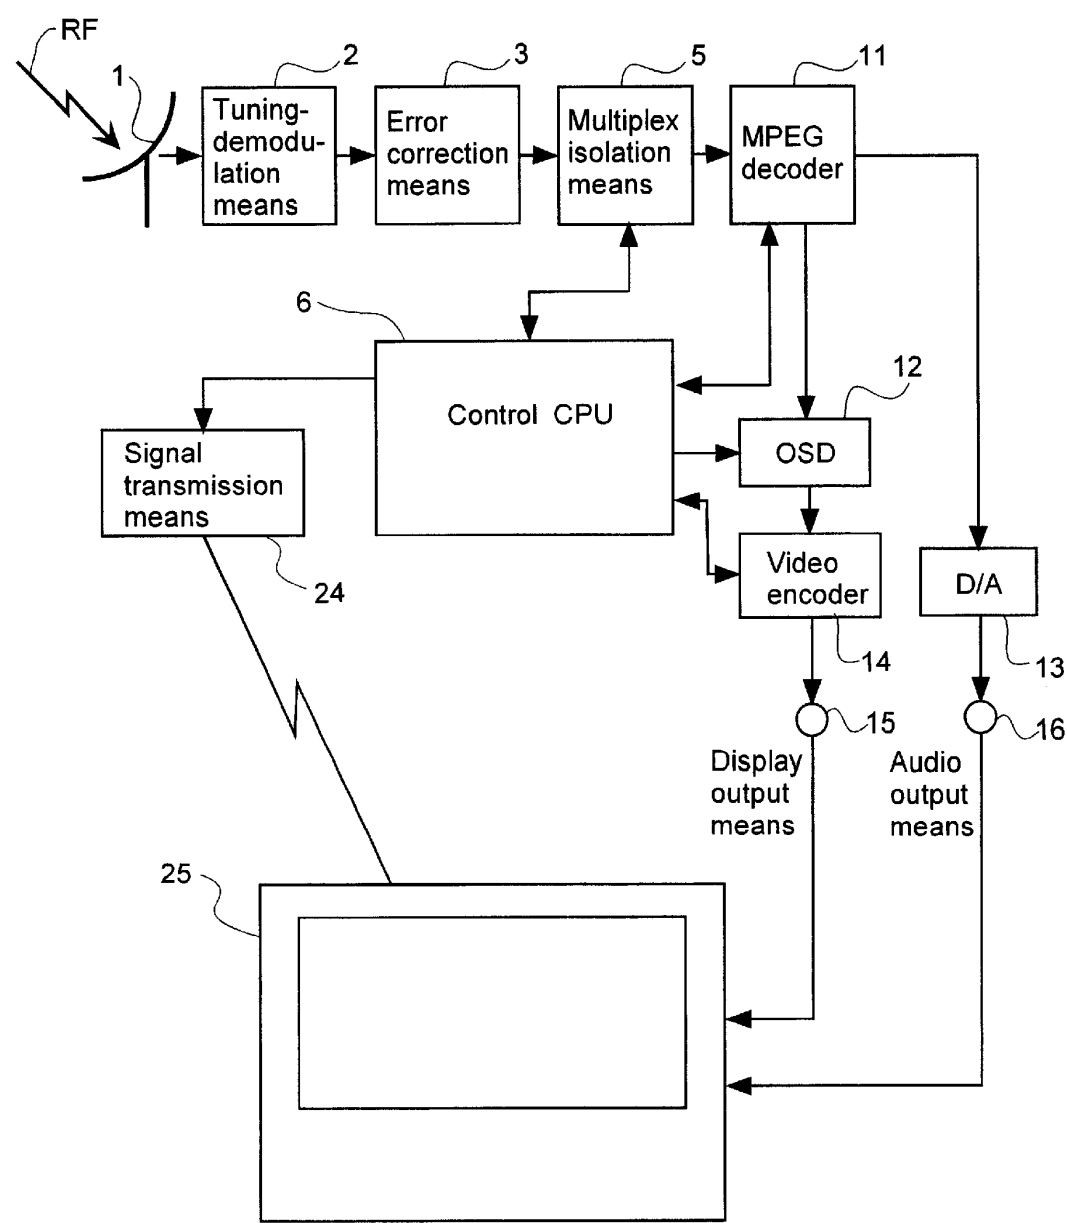 RF
1
2
3
5
11
Tuning-
demodu-
lation
means
Error
correction
means
Multiplex
isolation
means
MPEG
decoder
6
Control CPU
12
OSD
Signal
transmission
means
24
Video
encoder
14
D/A
13
15
16
Display
output
means
Audio
output
means
25